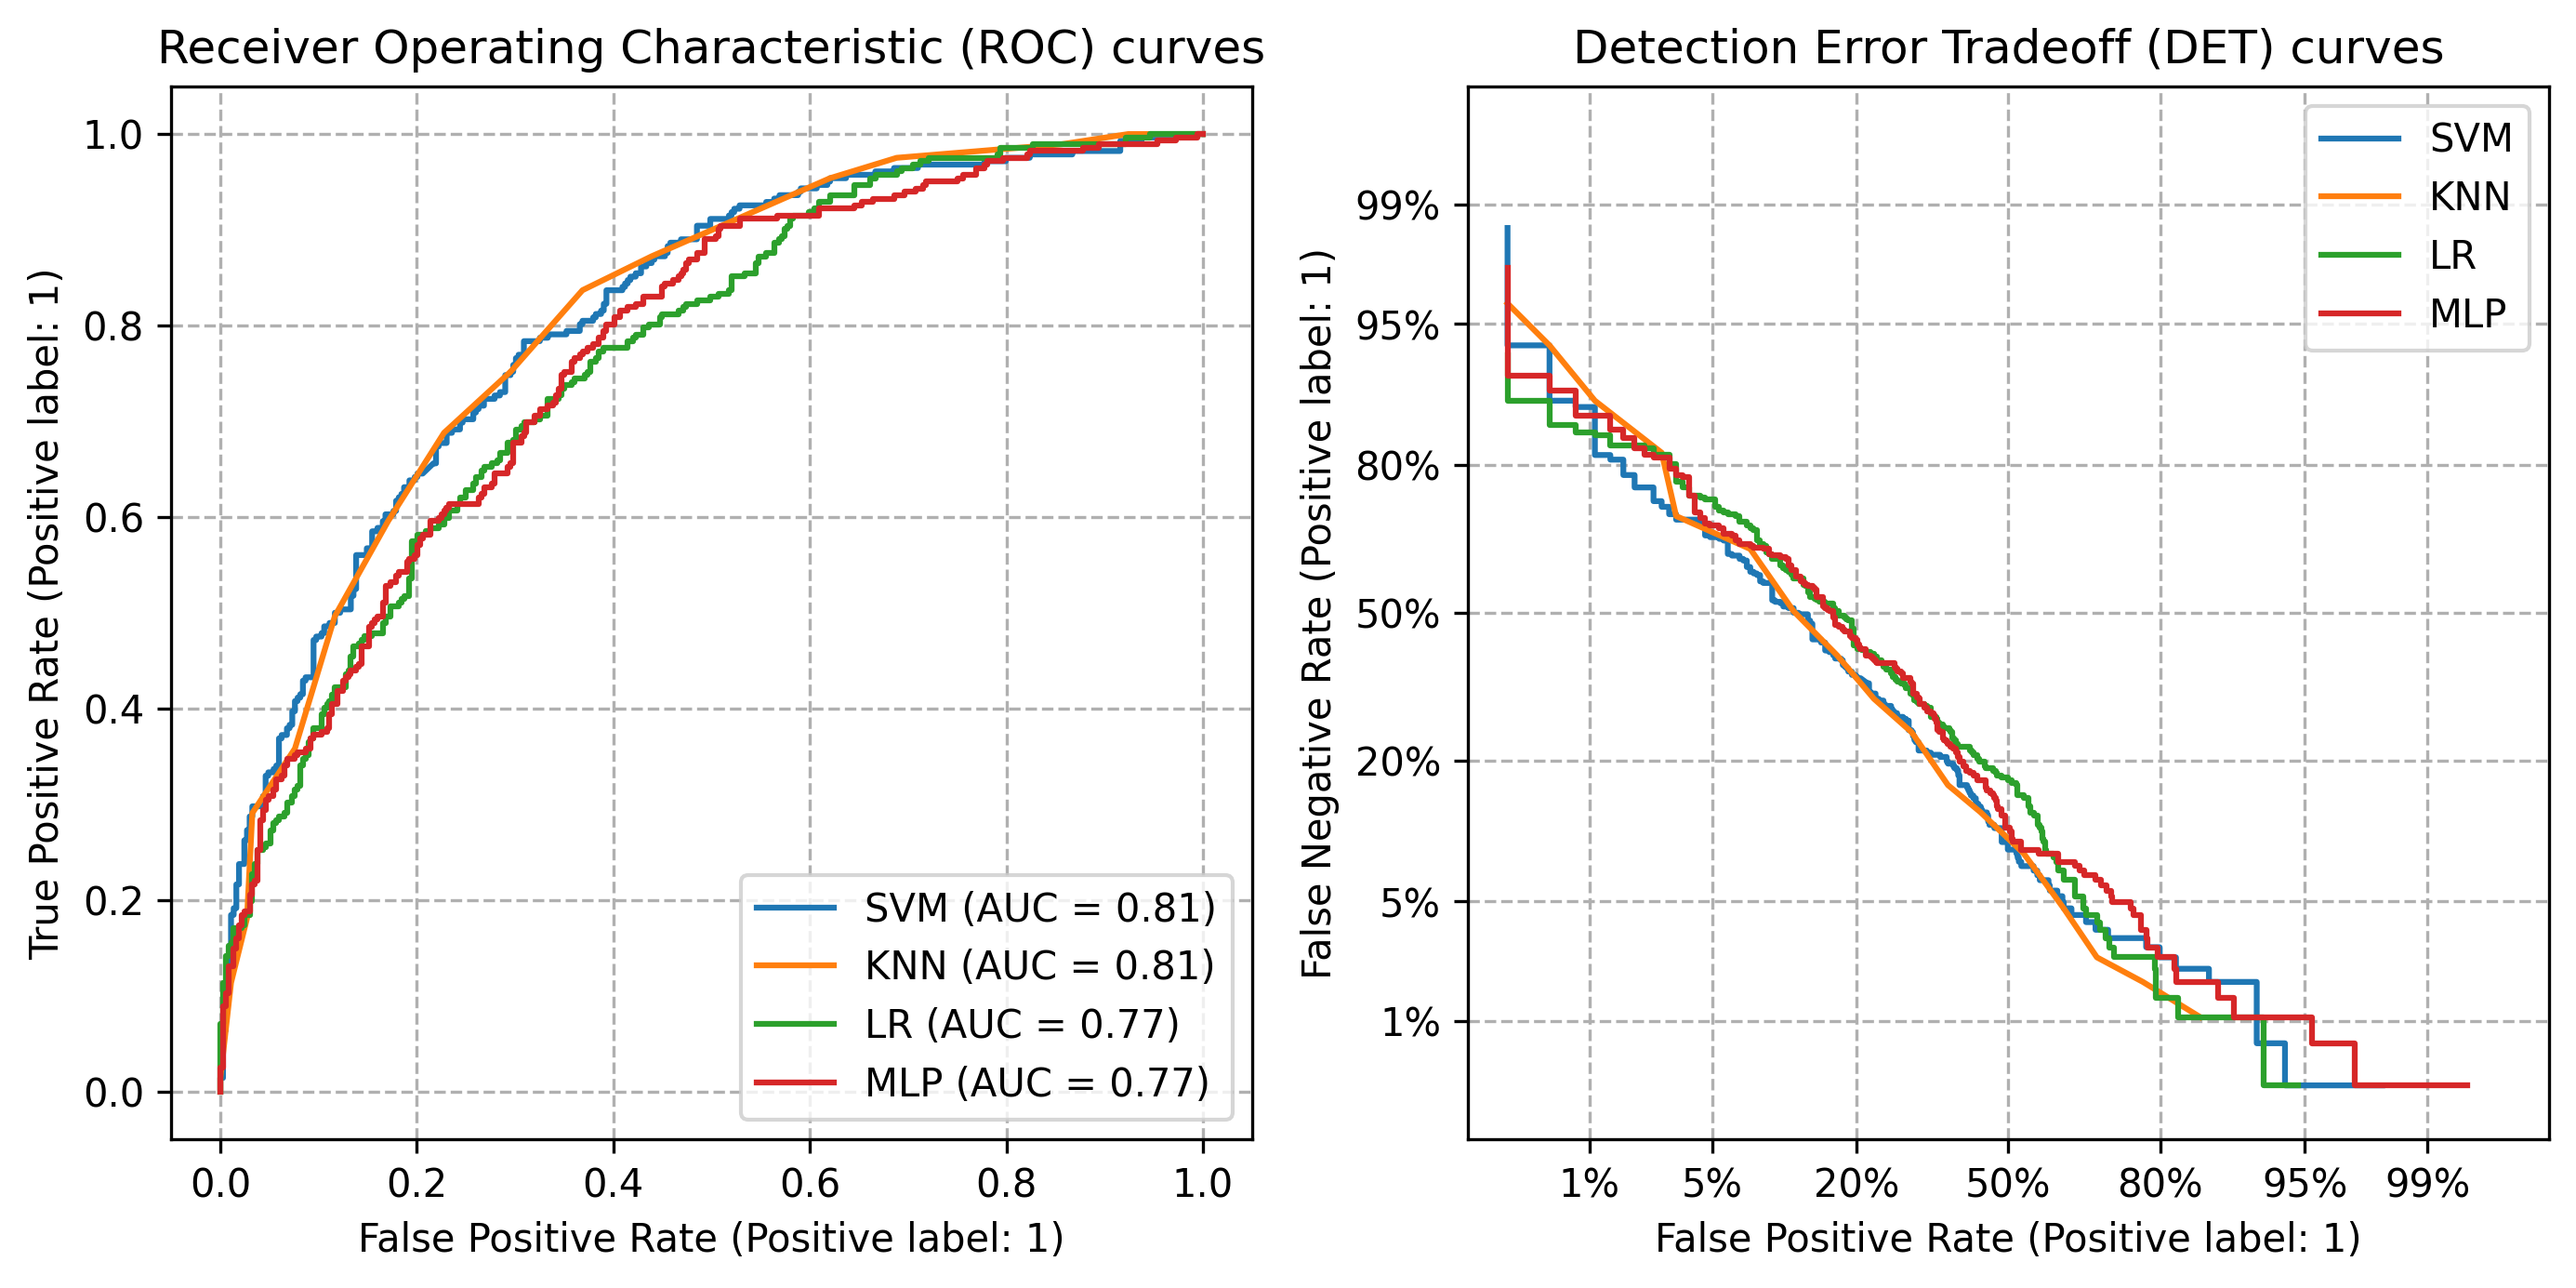 Receiver Operating Characteristic (ROC) curves
True Positive Rate (Positive label: 1)
1.0
0.8
0.6
0.4
0.2
0.0
SVM (AUC = 0.81)
KNN (AUC = 0.81)
LR (AUC = 0.77)
MLP (AUC = 0.77)
0.0 0.2 0.4 0.6 0.8 1.0
False Positive Rate (Positive label: 1)
Detection Error Tradeoff (DET) curves
False Negative Rate (Positive label: 1)
99%
95%
80%
50%
20%
5%
1%
SVM
KNN
LR
MLP
1% 5% 20% 50% 80% 95% 99%
False Positive Rate (Positive label: 1)